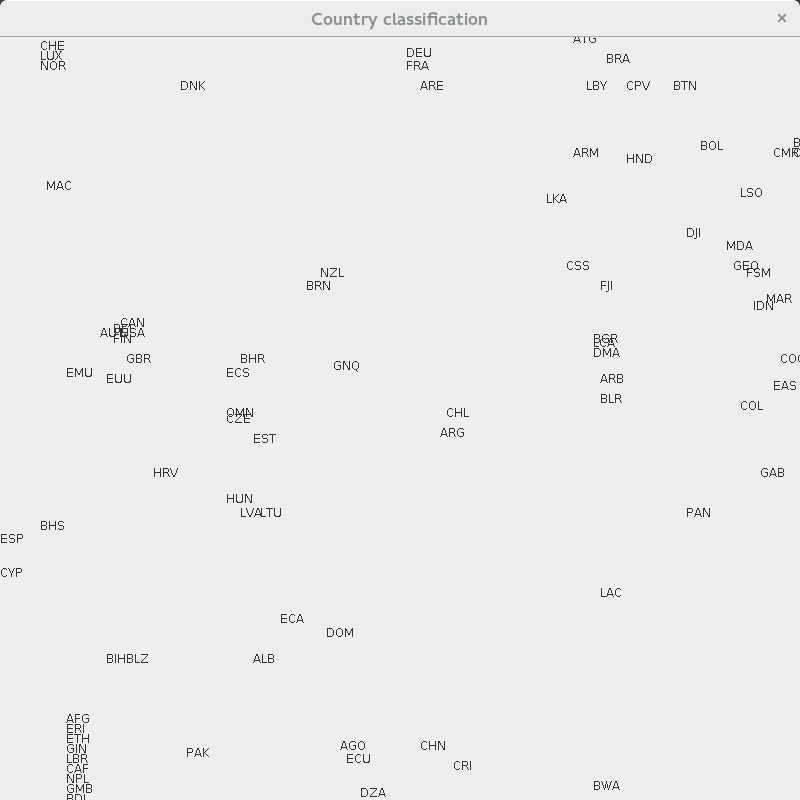 Country classification
×
ATG
CHE
DEU
LUX
BRA
NOR
FRA
DNK
ARE
LBY
CPV
BTN
BOL
ARM
CMR
HND
MAC
LSO
LKA
DJI
MDA
CSS
GEO
NZL
FSM
BRN
FJI
MAR
IDN
CAN
USA
FIN
BGR
LCA
DMA
GBR
BHR
GNQ
EMU
ECS
EUU
ARB
EAS
BLR
COL
OMN
CHL
CZE
ARG
EST
HRV
GAB
HUN
LVA
LTU
PAN
BHS
ESP
CYP
LAC
ECA
DOM
BIH
BLZ
ALB
AFG
ERI
ETH
GIN
AGO
CHN
PAK
LBR
ECU
CAF
CRI
NPL
GMB
BWA
DZA
BDI